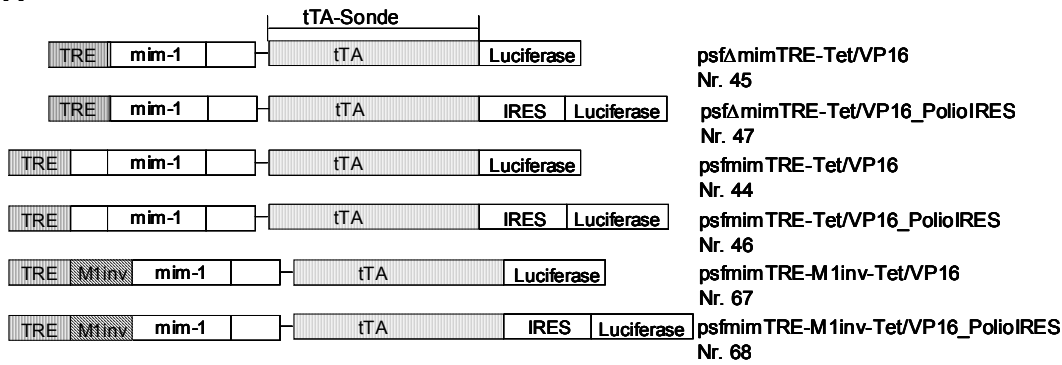 tTA-Sonde
TRE mim-1 tTA Luciferase psfΔmimTRE-Tet/VP16
Nr. 45
TRE mim-1 tTA IRES Luciferase psfΔmimTRE-Tet/VP16_PolioIRES
Nr. 47
TRE mim-1 tTA Luciferase psfmimTRE-Tet/VP16
Nr. 44
TRE mim-1 tTA IRES Luciferase psfmimTRE-Tet/VP16_PolioIRES
Nr. 46
TRE M1inv mim-1 tTA Luciferase psfmimTRE-M1inv-Tet/VP16
Nr. 67
TRE M1inv mim-1 tTA IRES Luciferase psfmimTRE-M1inv-Tet/VP16_PolioIRES
Nr. 68